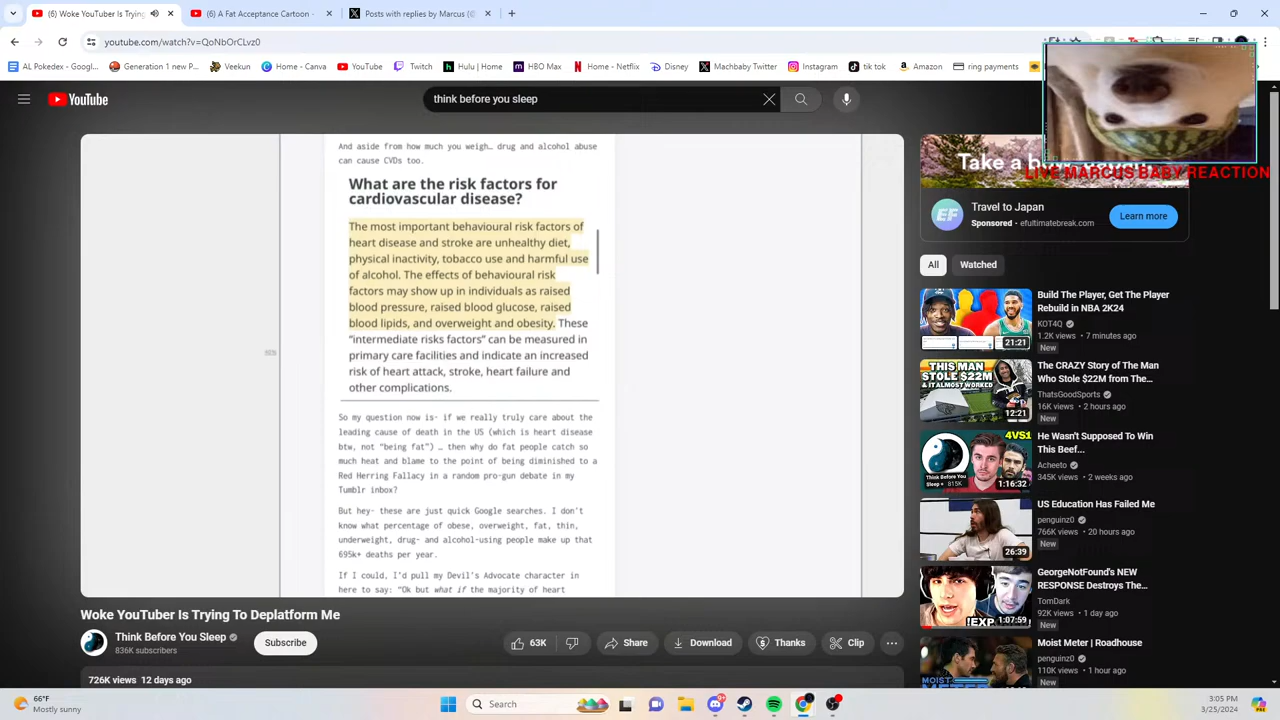 (6) Woke YouTuber Is Trying
(6) A Fat Acceptance Cartoon -
Posts with replies by Marcus (
youtube.com/watch?v=QoNbOrCLvz0
AL Pokedex - Googl...
Generation 1 new P...
Veekun
Home - Canva
YouTube
Twitch
Hulu | Home
HBO Max
Home - Netflix
Disney
Machbaby Twitter
Instagram
tik tok
Amazon
ring payments
YouTube
think before you sleep
And aside from how much you weigh… drug and alcohol abuse
can cause CVDs too.
What are the risk factors for
cardiovascular disease?
The most important behavioural risk factors of
heart disease and stroke are unhealthy diet,
physical inactivity, tobacco use and harmful use
of alcohol. The effects of behavioural risk
factors may show up in individuals as raised
blood pressure, raised blood glucose, raised
blood lipids, and overweight and obesity. These
“intermediate risks factors” can be measured in
primary care facilities and indicate an increased
risk of heart attack, stroke, heart failure and
other complications.
So my question now is- if we really truly care about the
leading cause of death in the US (which is heart disease
btw, not “being fat”) … then why do fat people catch so
much heat and blame to the point of being diminished to a
Red Herring Fallacy in a random pro-gun debate in my
Tumblr inbox?
But hey- these are just quick Google searches. I don’t
know what percentage of obese, overweight, fat, thin,
underweight, drug and alcohol-using people make up that
695k+ deaths per year.
If I could, I’d pull my Devil’s Advocate character in
here to say: “Ok but what if the majority of heart
Woke YouTuber Is Trying To Deplatform Me
Think Before You Sleep
836K subscribers
Subscribe
63K
Share
Download
Thanks
Clip
726K views 12 days ago
Take a b
LIVE MARCUS BABY REACTION
EF
Travel to Japan
Sponsored • efultimatebreak.com
Learn more
All
Watched
21:21
Build The Player, Get The Player
Rebuild in NBA 2K24
KOT4Q
1.2K views • 7 minutes ago
New
THIS MAN
STOLE $22M
& IT ALMOST WORKED
12:21
The CRAZY Story of The Man
Who Stole $22M from The...
ThatsGoodSports
16K views • 2 hours ago
New
4VS1
Think Before You
Sleep 815K
1:16:32
He Wasn't Supposed To Win
This Beef...
Acheeto
345K views • 2 weeks ago
26:39
US Education Has Failed Me
penguinz0
766K views • 20 hours ago
New
!EXP
1:07:59
GeorgeNotFound's NEW
RESPONSE Destroys The...
TomDark
92K views • 1 day ago
New
MOIST
METER
Moist Meter | Roadhouse
penguinz0
110K views • 1 hour ago
New
66°F
Mostly sunny
Search
3:05 PM
3/25/2024